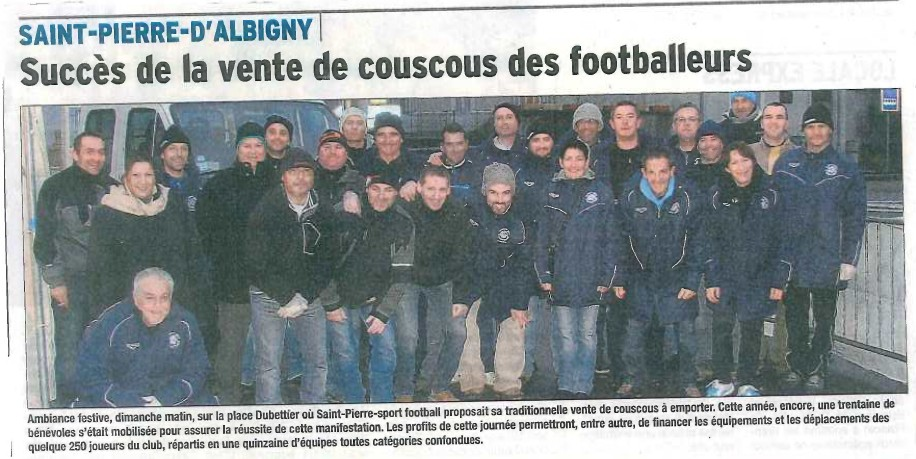 SAINT-PIERRE-D'ALBIGNY
Succès de la vente de couscous des footballeurs
Ambiance festive, dimanche matin, sur la place Dubettier où Saint-Pierre-sport football proposait sa traditionnelle vente de couscous à emporter. Cette année, encore, une trentaine de
bénévoles s'était mobilisée pour assurer la réussite de cette manifestation. Les profits de cette journée permettront, entre autre, de financer les équipements et les déplacements des
quelque 250 joueurs du club, répartis en une quinzaine d'équipes toutes catégories confondues.